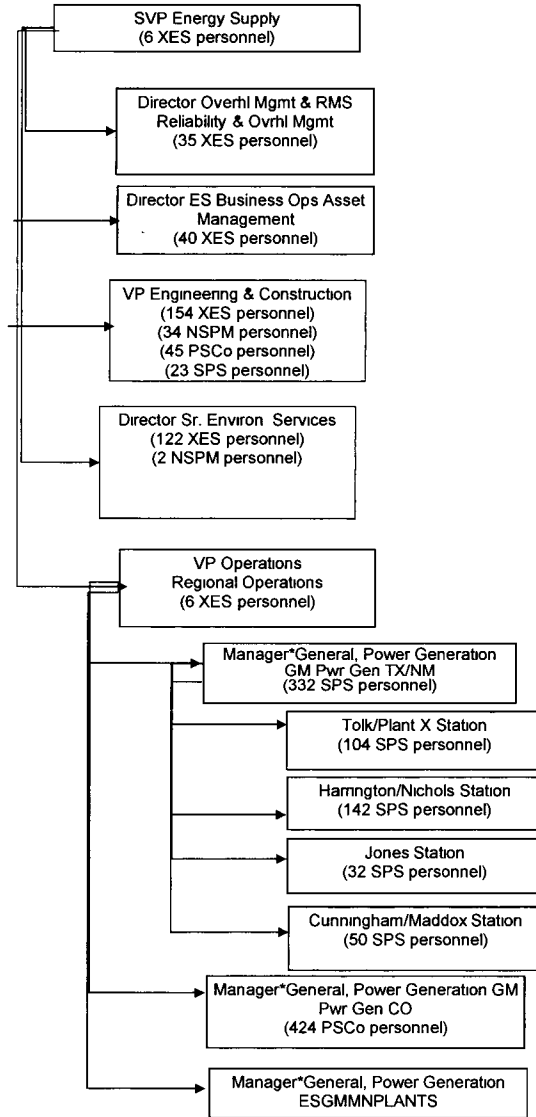 SVP Energy Supply
(6 XES personnel)
Director Overhl Mgmt & RMS
Reliability & Ovrhl Mgmt
(35 XES personnel)
Director ES Business Ops Asset
Management
(40 XES personnel)
VP Engineering & Construction
(154 XES personnel)
(34 NSPM personnel)
(45 PSCo personnel)
(23 SPS personnel)
Director Sr. Environ Services
(122 XES personnel)
(2 NSPM personnel)
VP Operations
Regional Operations
(6 XES personnel)
Manager*General, Power Generation
GM Pwr Gen TX/NM
(332 SPS personnel)
Tolk/Plant X Station
(104 SPS personnel)
Harrington/Nichols Station
(142 SPS personnel)
Jones Station
(32 SPS personnel)
Cunningham/Maddox Station
(50 SPS personnel)
Manager*General, Power Generation GM
Pwr Gen CO
(424 PSCo personnel)
Manager*General, Power Generation
ESGMMNPLANTS